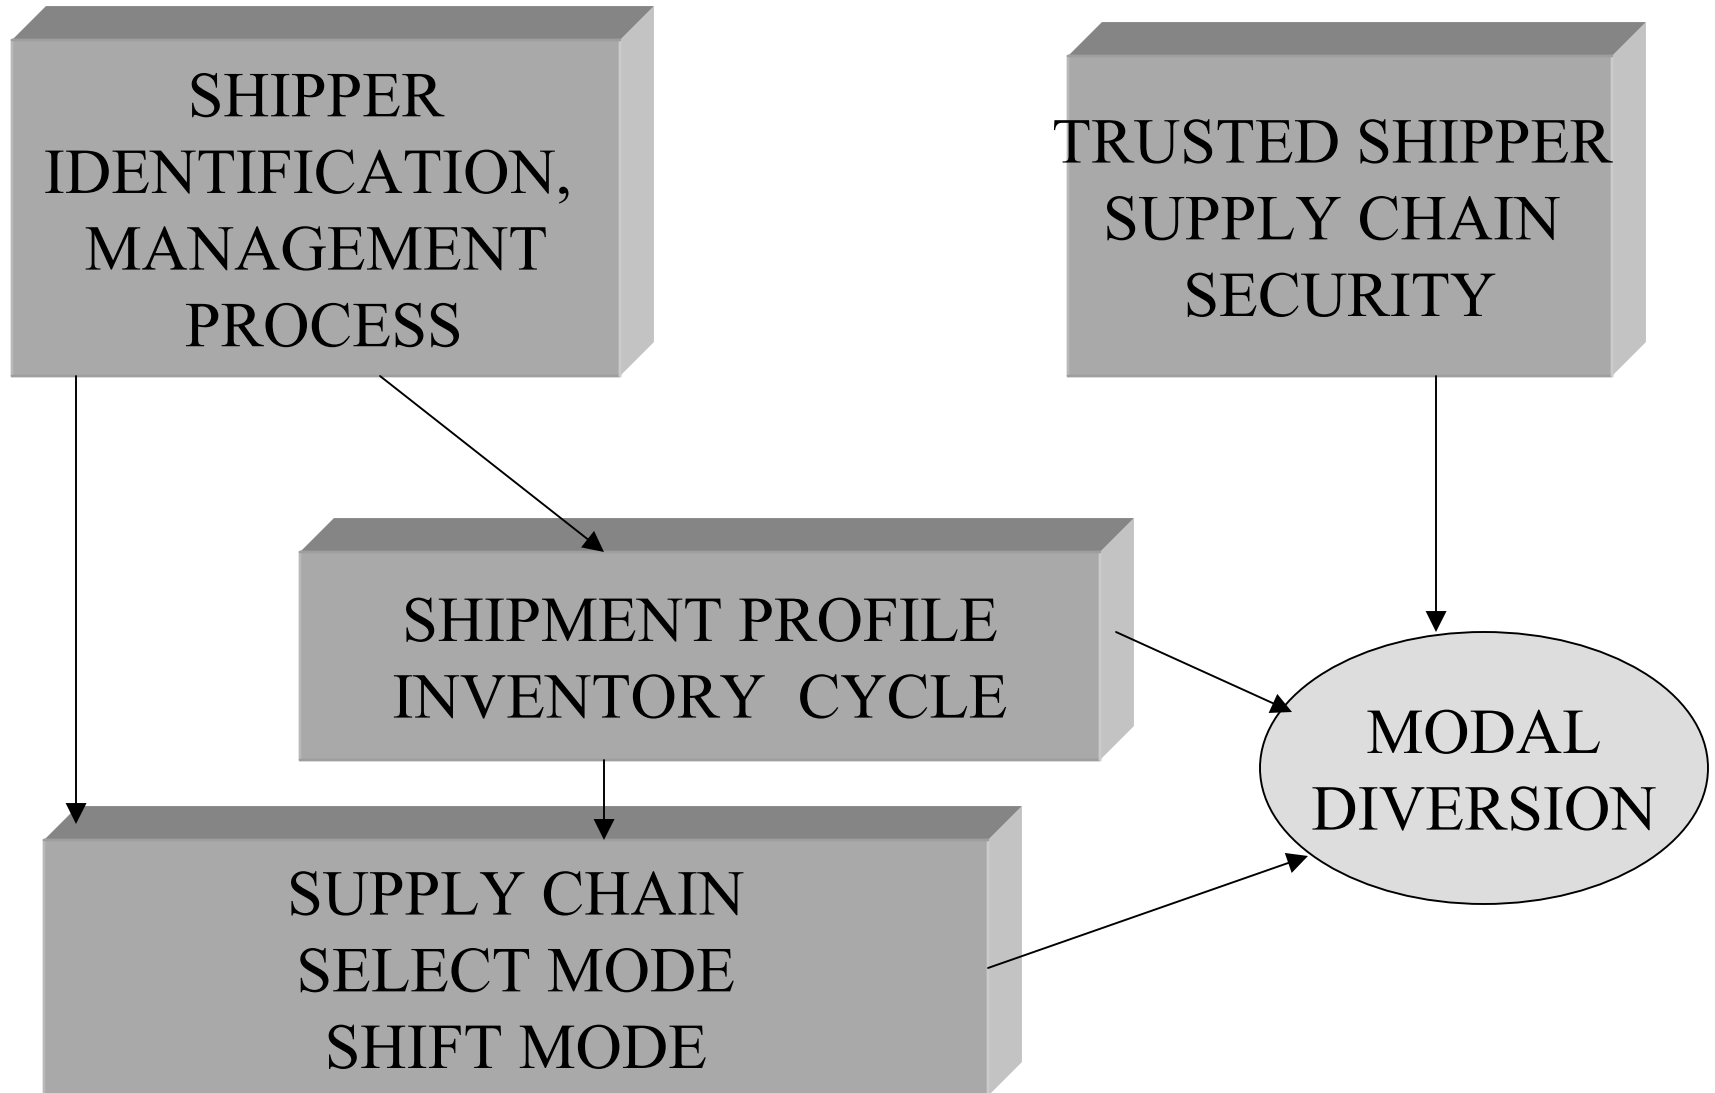 SHIPPER
IDENTIFICATION,
MANAGEMENT
PROCESS
TRUSTED SHIPPER
SUPPLY CHAIN
SECURITY
SHIPMENT PROFILE
INVENTORY  CYCLE
MODAL
DIVERSION
SUPPLY CHAIN
SELECT MODE
SHIFT MODE